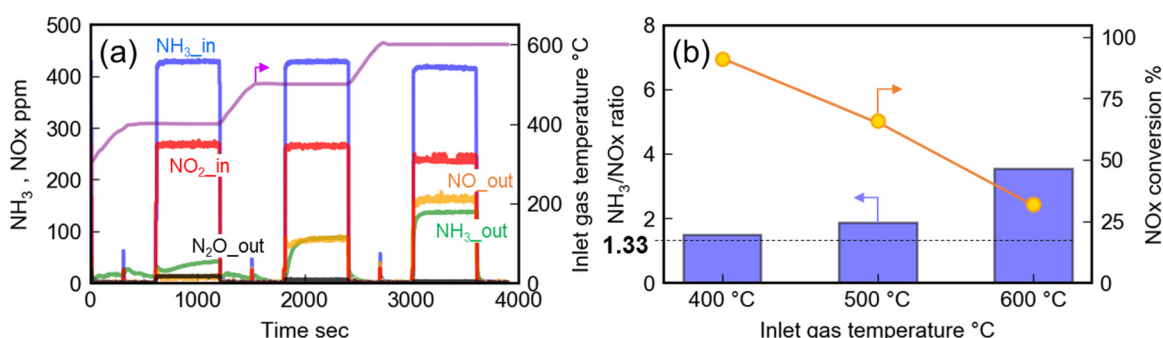 (a)
NH₃_in
NO₂_in
N₂O_out
NO_out
NH₃_out
500
400
300
200
100
0
NH₃ , NOx ppm
0
1000
2000
3000
4000
Time sec
600
400
200
0
Inlet gas temperature °C
(b)
8
6
4
2
0
1.33
NH₃/NOx ratio
400 °C
500 °C
600 °C
Inlet gas temperature °C
100
75
50
25
0
NOx conversion %